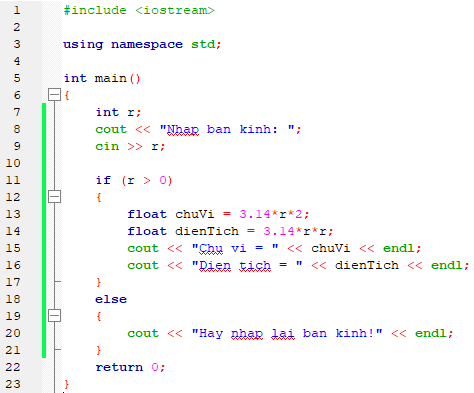 1 #include <iostream>
2
3 using namespace std;
4
5 int main()
6 {
7 int r;
8 cout << "Nhap ban kinh: ";
9 cin >> r;
10
11 if (r > 0)
12 {
13 float chuVi = 3.14*r*2;
14 float dienTich = 3.14*r*r;
15 cout << "Chu vi = " << chuVi << endl;
16 cout << "Dien tich = " << dienTich << endl;
17 }
18 else
19 {
20 cout << "Hay nhap lai ban kinh!" << endl;
21 }
22 return 0;
23 }